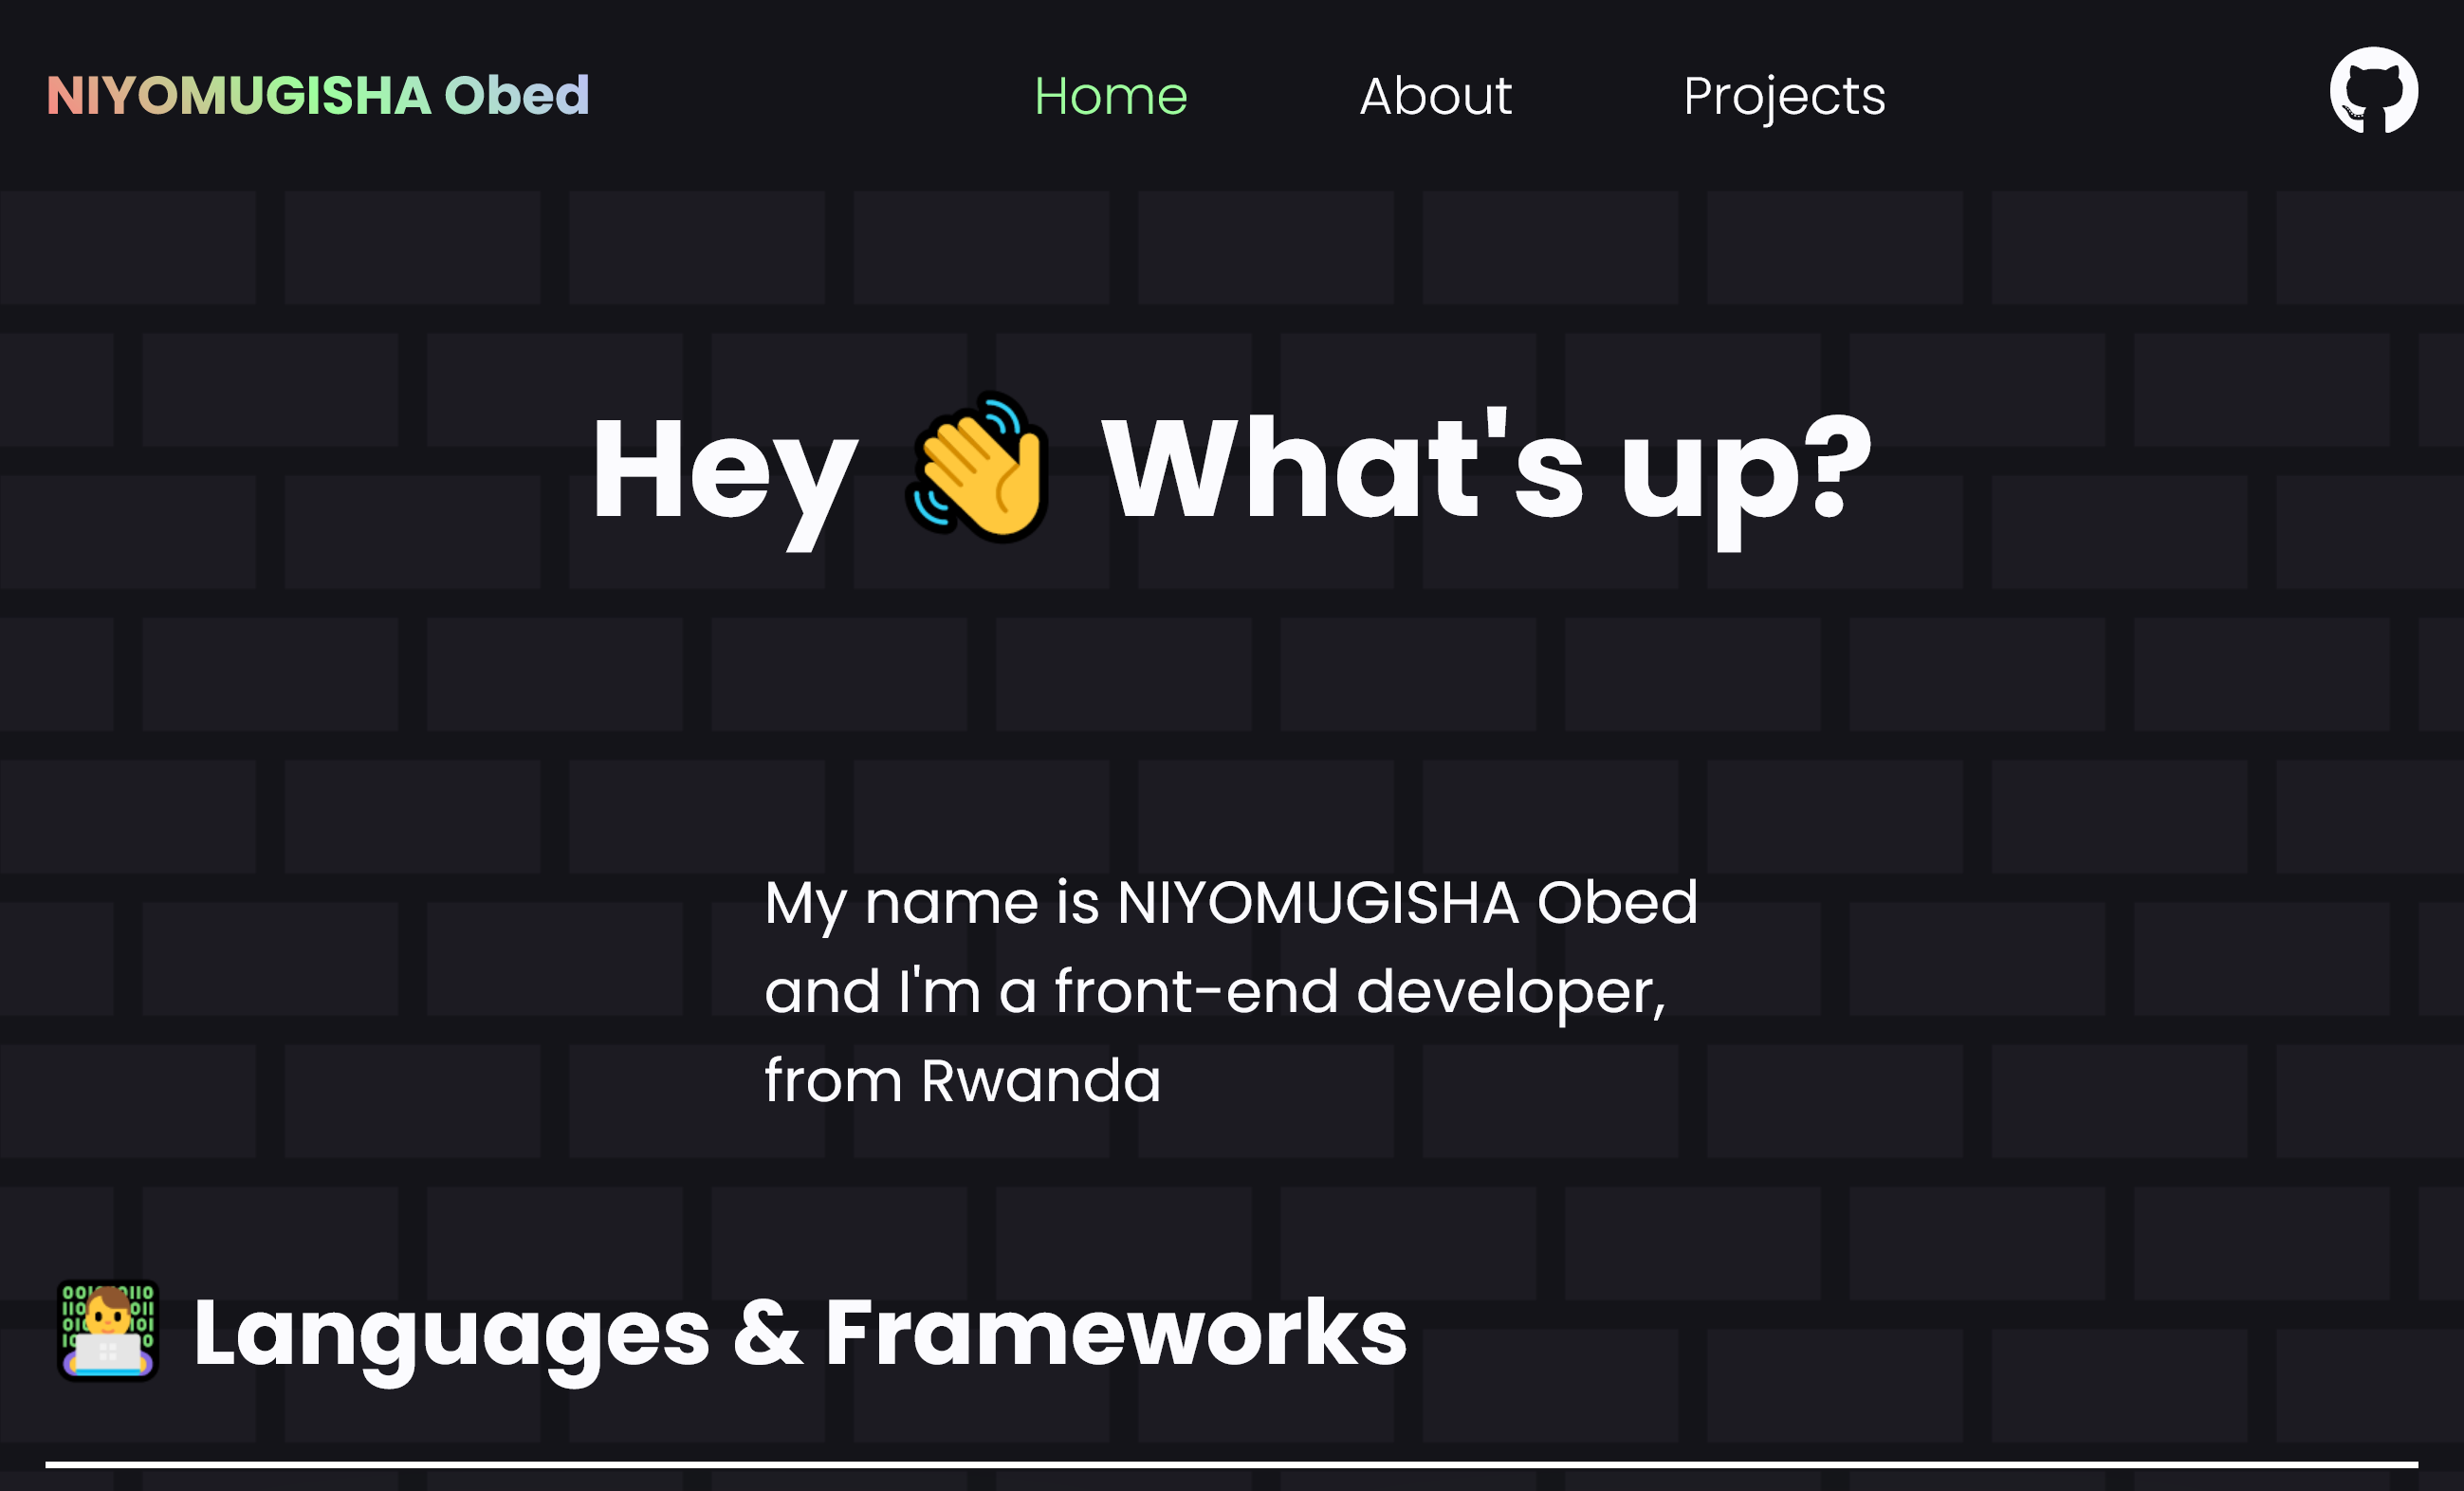 NIYOMUGISHA Obed
Home
About
Projects
Hey 👋 What's up?
My name is NIYOMUGISHA Obed
and I'm a front-end developer,
from Rwanda
Languages & Frameworks